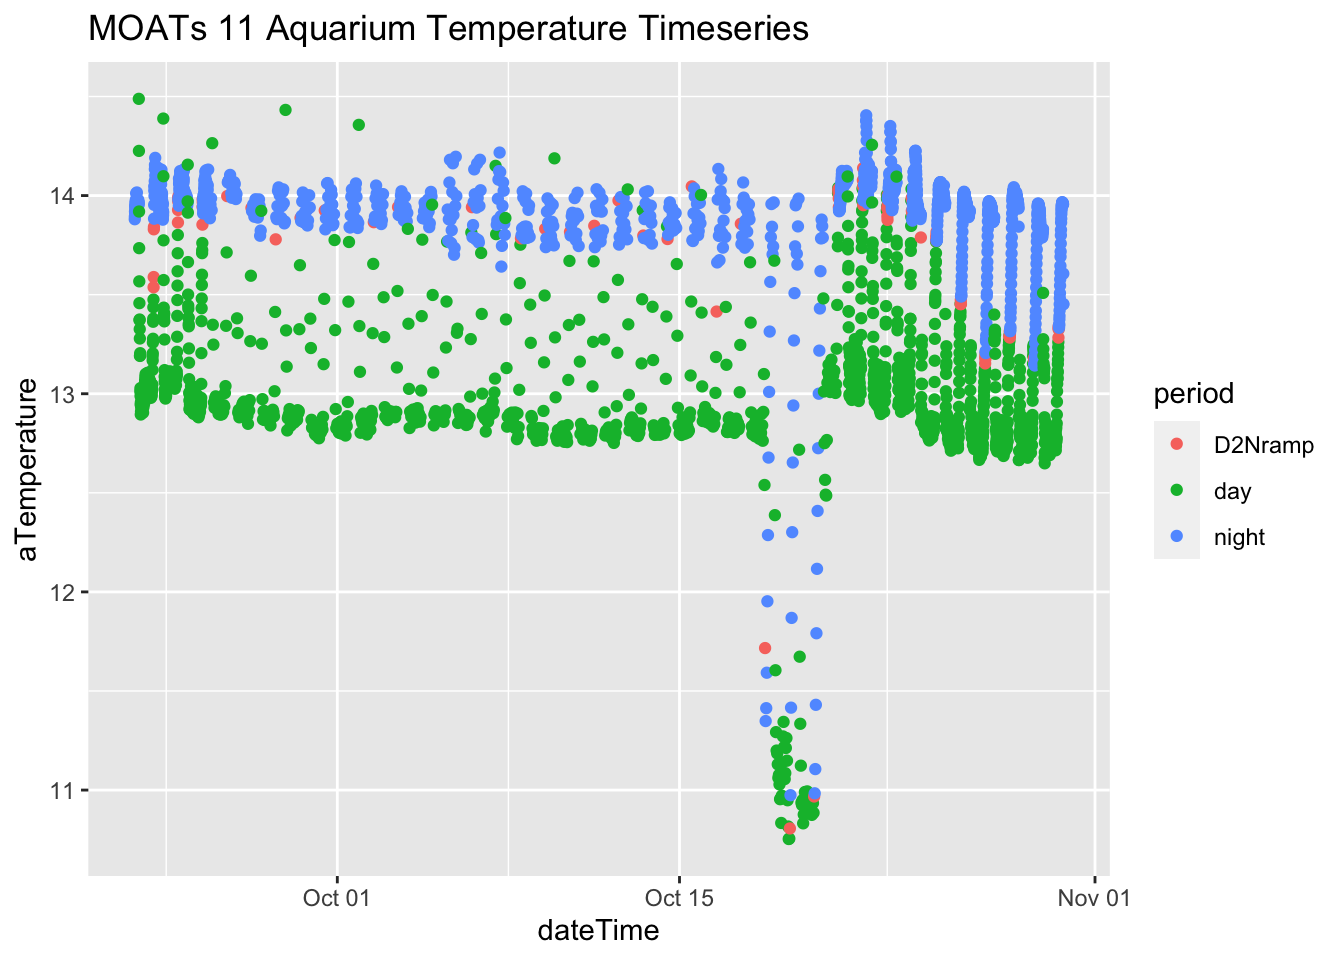 MOATs 11 Aquarium Temperature Timeseries
aTemperature
14
13
12
11
Oct 01
Oct 15
Nov 01
dateTime
period
D2Nramp
day
night